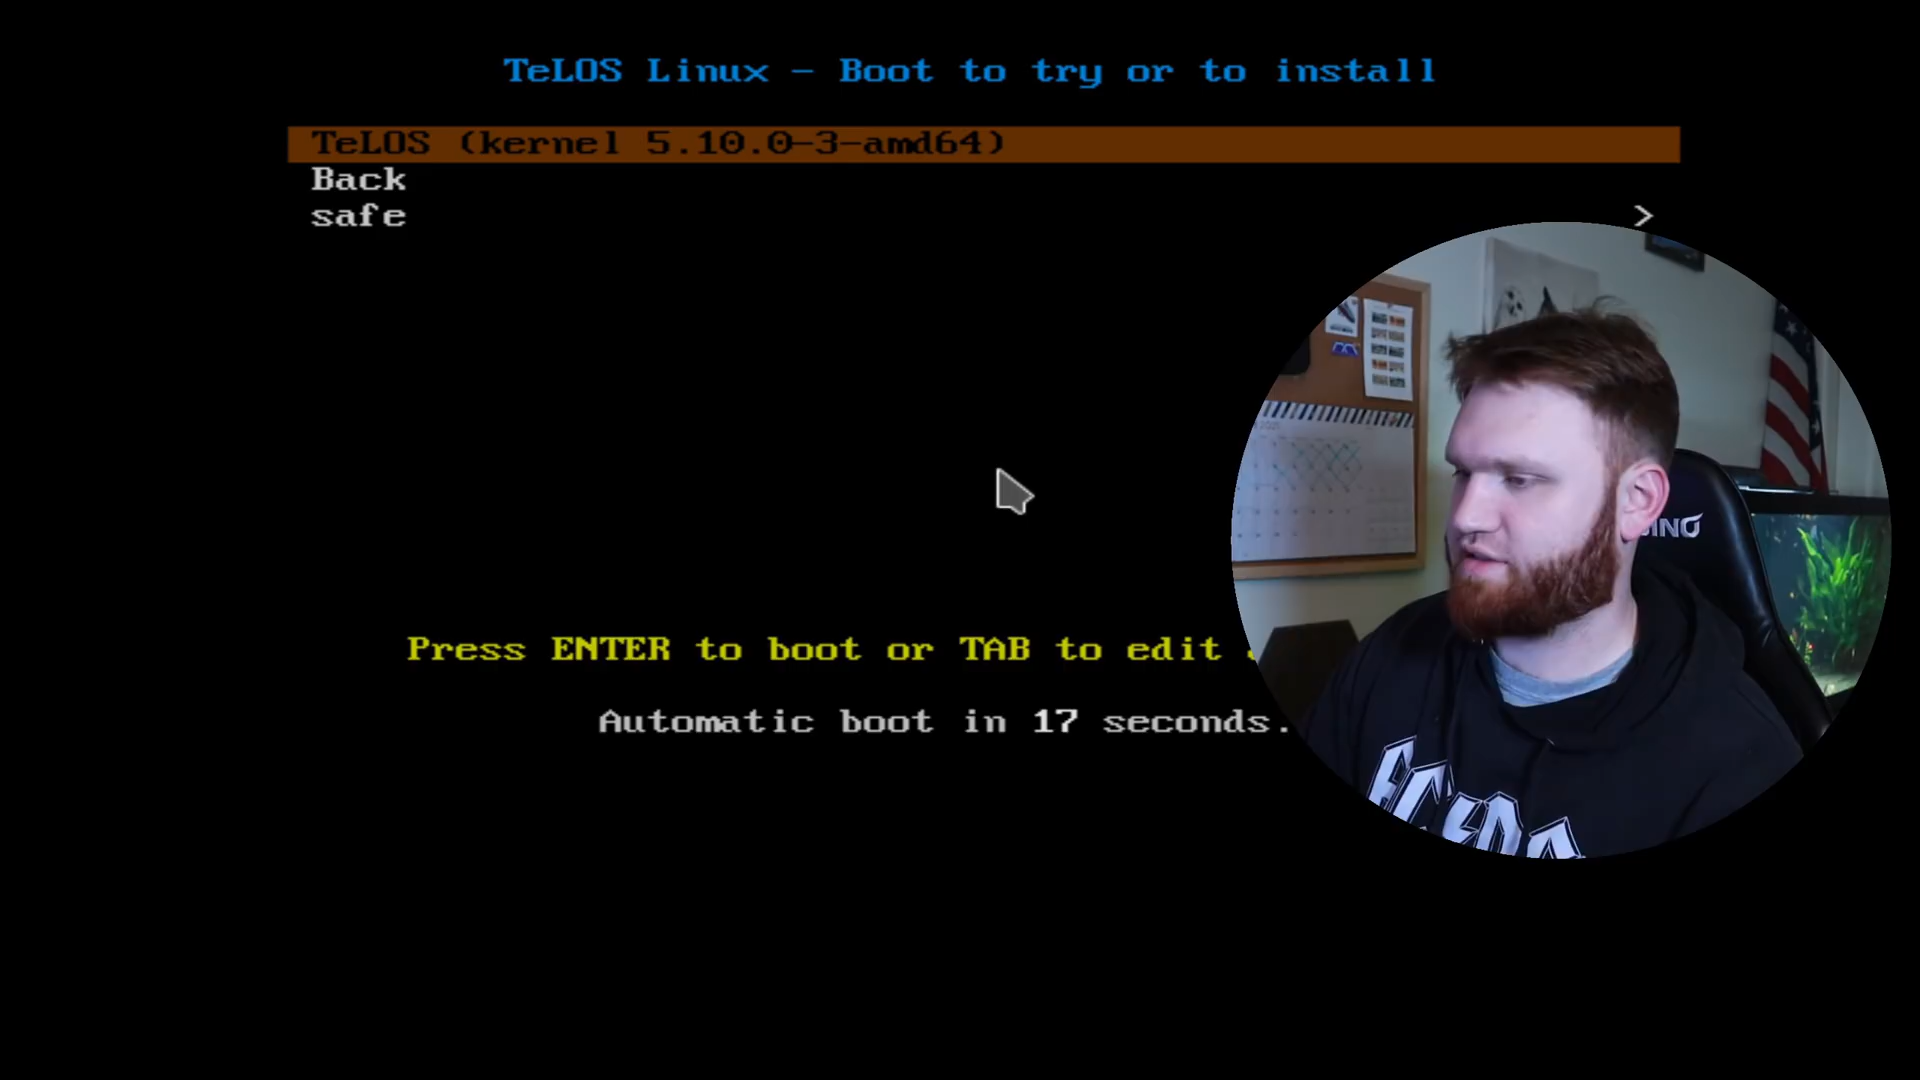 TeLOS Linux - Boot to try or to install
TeLOS (kernel 5.10.0-3-amd64)
Back
safe >
Press ENTER to boot or TAB to edit
Automatic boot in 17 seconds.